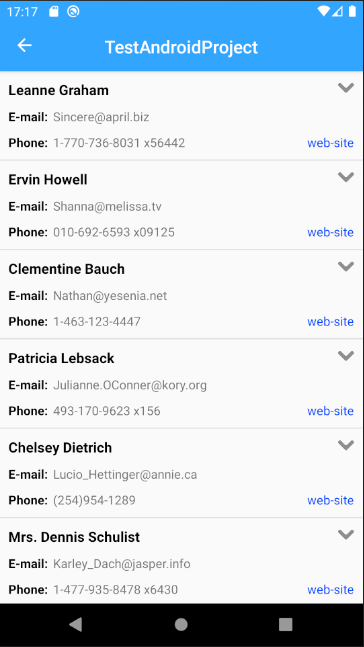 17:17
TestAndroidProject
Leanne Graham
E-mail: Sincere@april.biz
Phone: 1-770-736-8031 x56442 web-site
Ervin Howell
E-mail: Shanna@melissa.tv
Phone: 010-692-6593 x09125 web-site
Clementine Bauch
E-mail: Nathan@yesenia.net
Phone: 1-463-123-4447 web-site
Patricia Lebsack
E-mail: Julianne.OConner@kory.org
Phone: 493-170-9623 x156 web-site
Chelsey Dietrich
E-mail: Lucio_Hettinger@annie.ca
Phone: (254)954-1289 web-site
Mrs. Dennis Schulist
E-mail: Karley_Dach@jasper.info
Phone: 1-477-935-8478 x6430 web-site